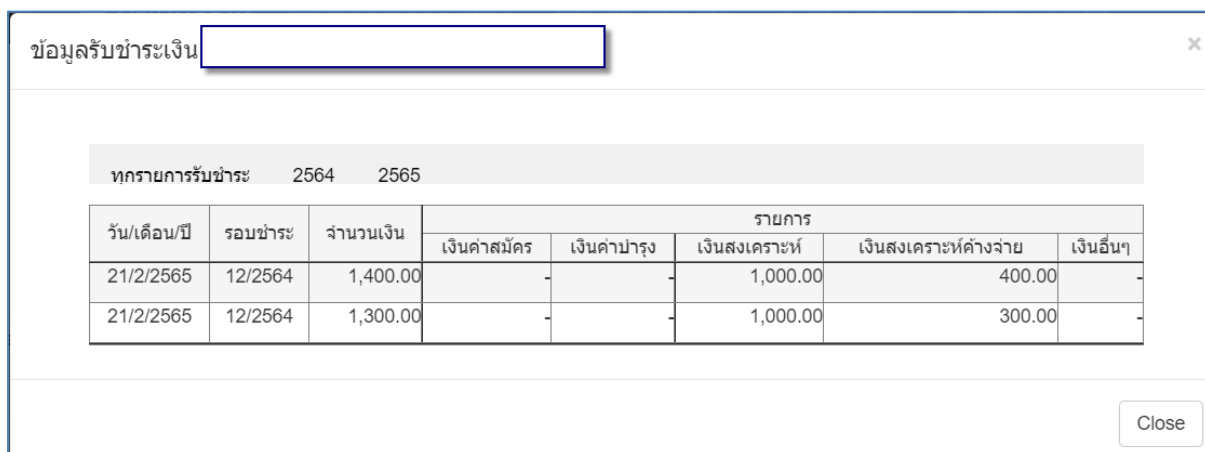 ข้อมูลรับชำระเงิน ×
ทุกรายการรับชำระ 2564 2565
วัน/เดือน/ปี รอบชำระ จำนวนเงิน รายการ
เงินค่าสมัคร เงินค่าบำรุง เงินสงเคราะห์ เงินสงเคราะห์ค้างจ่าย เงินอื่นๆ
21/2/2565 12/2564 1,400.00 - - 1,000.00 400.00 -
21/2/2565 12/2564 1,300.00 - - 1,000.00 300.00 -
Close